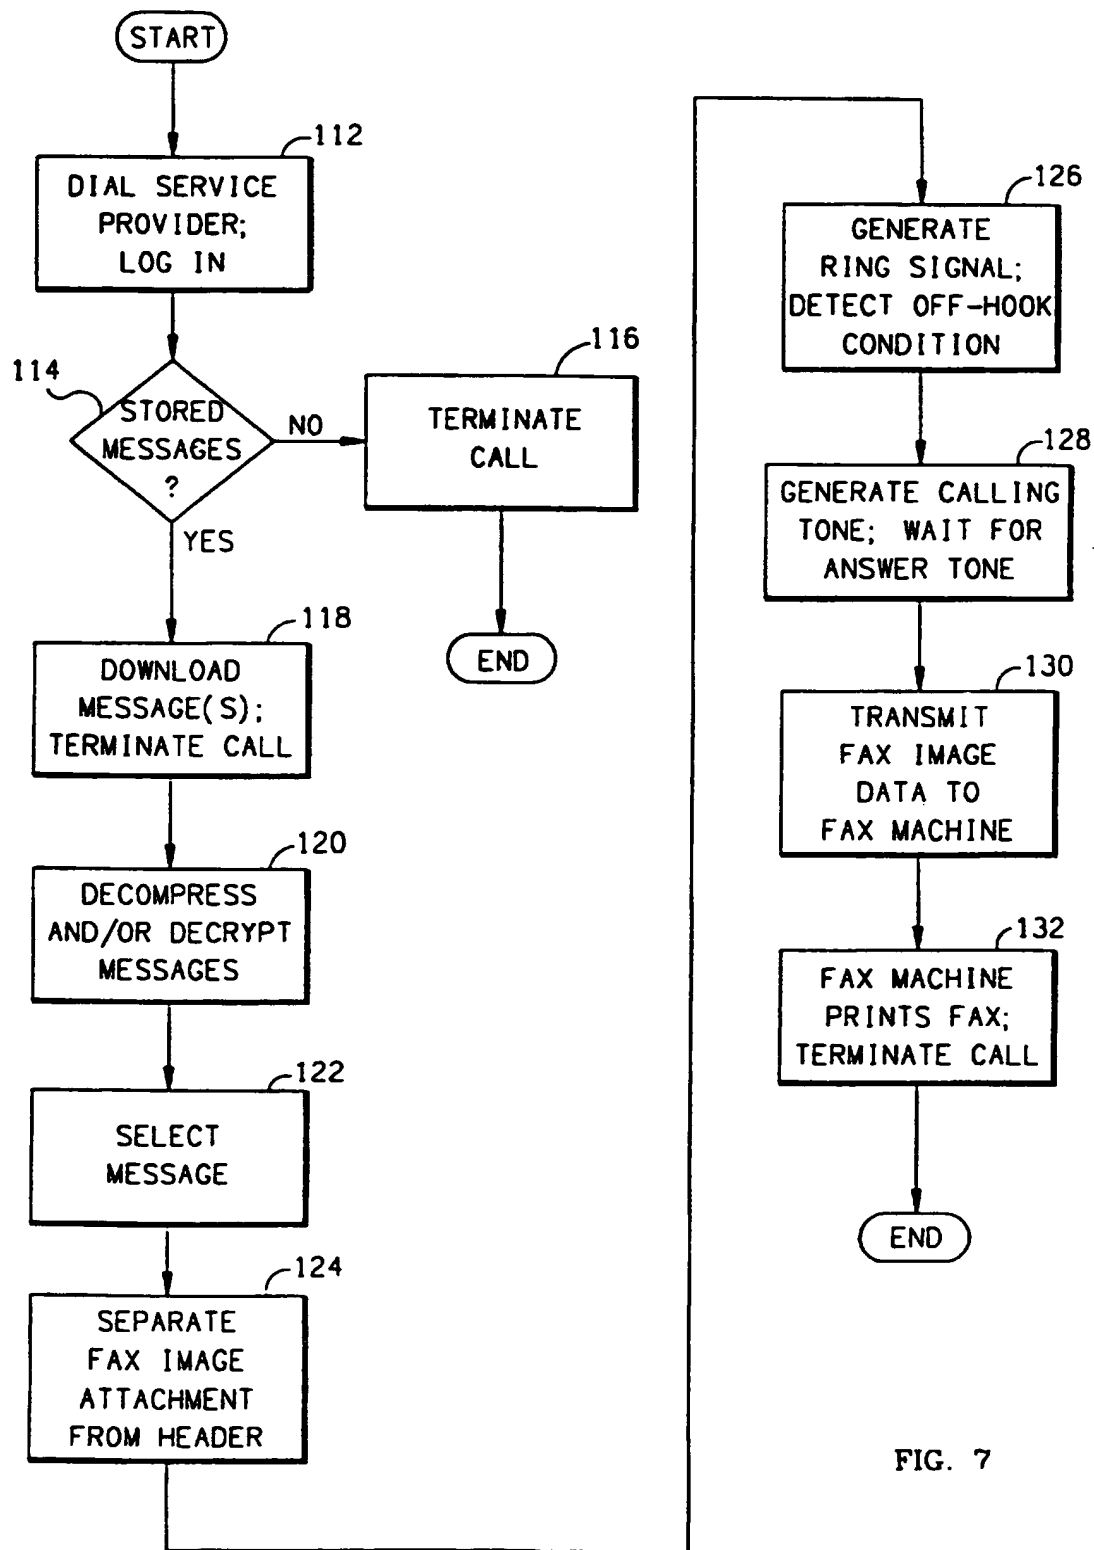 START
112
DIAL SERVICE
PROVIDER;
LOG IN
114
STORED
MESSAGES
?
NO
YES
116
TERMINATE
CALL
END
118
DOWNLOAD
MESSAGE(S);
TERMINATE CALL
120
DECOMPRESS
AND/OR DECRYPT
MESSAGES
122
SELECT
MESSAGE
124
SEPARATE
FAX IMAGE
ATTACHMENT
FROM HEADER
126
GENERATE
RING SIGNAL;
DETECT OFF-HOOK
CONDITION
128
GENERATE CALLING
TONE; WAIT FOR
ANSWER TONE
130
TRANSMIT
FAX IMAGE
DATA TO
FAX MACHINE
132
FAX MACHINE
PRINTS FAX;
TERMINATE CALL
END
FIG. 7